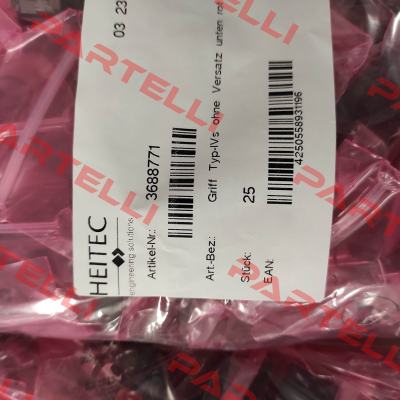 HEITEC
engineering solutions
03 23
Artikel-Nr.: 3688771
Art.-Bez.: Griff Typ-IVs ohne Versatz unten rot
Stück: 25
EAN:
4250558931196
PARTELLI
PARTELLI
PARTELLI
PARTELLI
PARTELLI